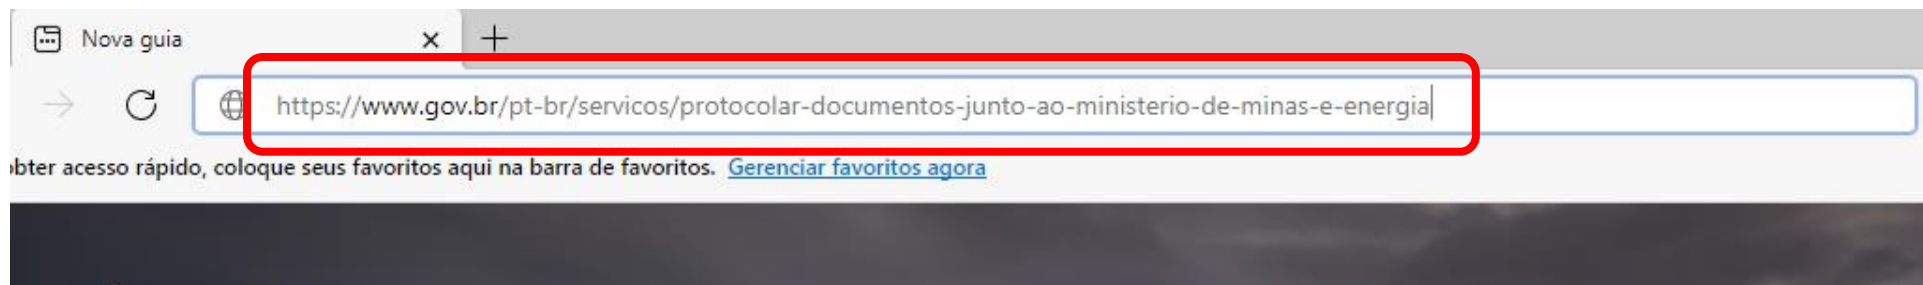 Nova guia
https://www.gov.br/pt-br/servicos/protocolar-documentos-junto-ao-ministerio-de-minas-e-energia
obter acesso rápido, coloque seus favoritos aqui na barra de favoritos. Gerenciar favoritos agora